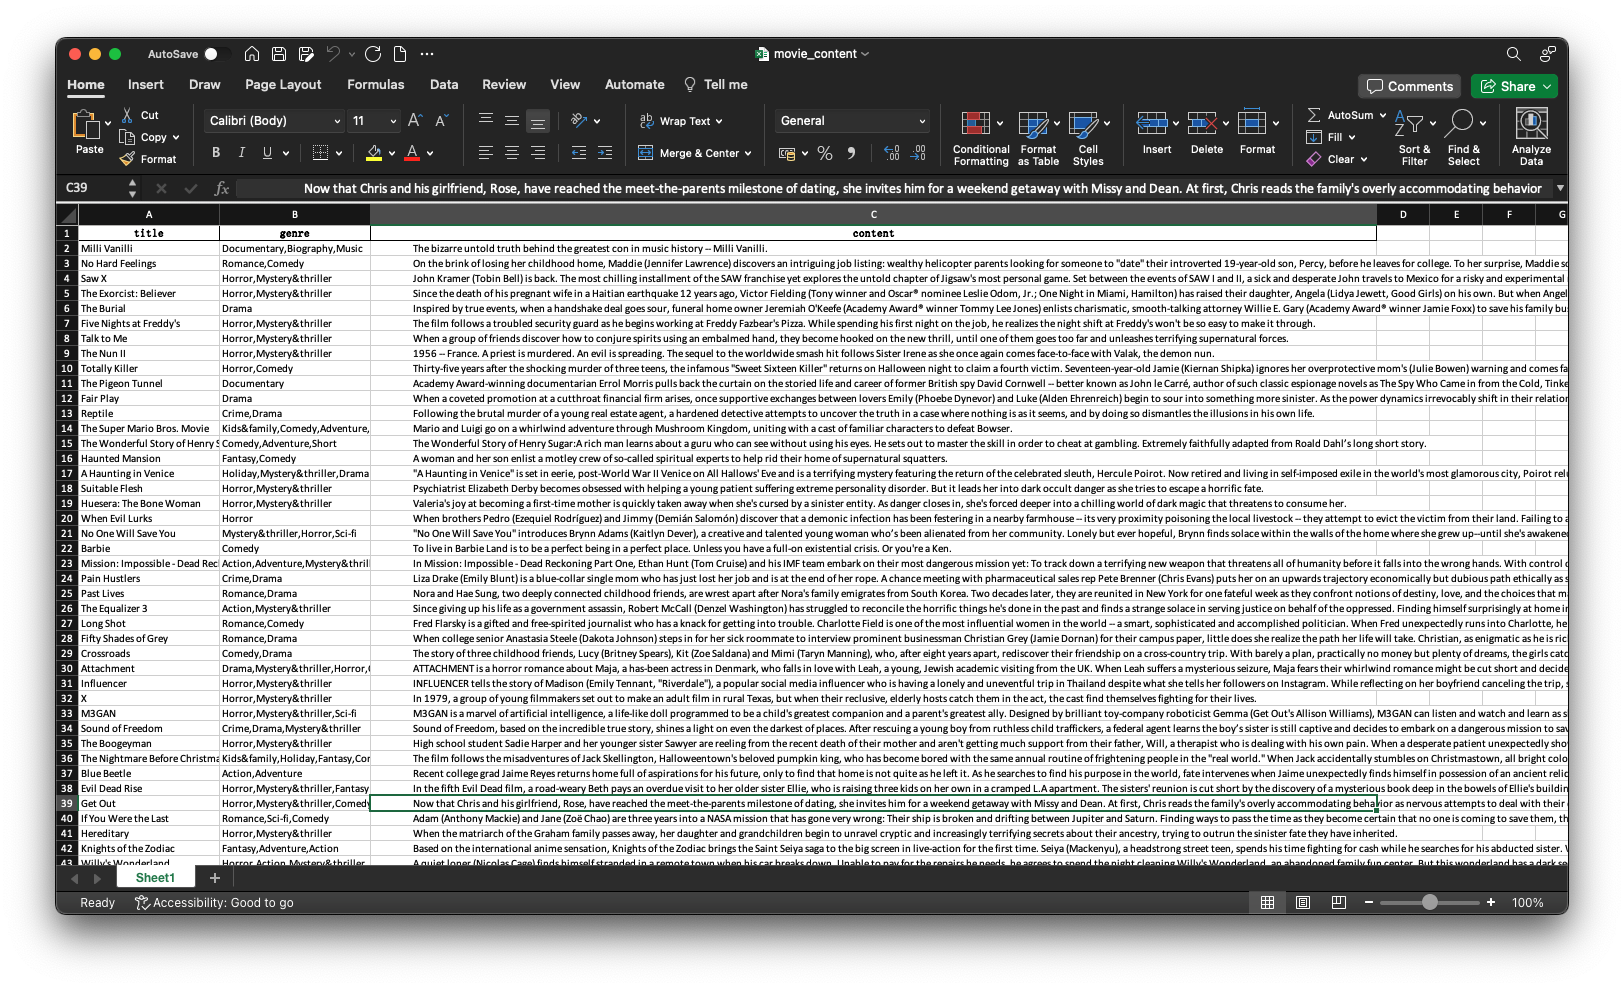 AutoSave
movie_content
Home Insert Draw Page Layout Formulas Data Review View Automate Tell me
Comments Share
Paste Cut Copy Format
Calibri (Body) 11
B I U
Wrap Text
Merge & Center
General
Conditional Formatting Format as Table Cell Styles
Insert Delete Format
AutoSum Fill Clear
Sort & Filter Find & Select
Analyze Data
C39 fx Now that Chris and his girlfriend, Rose, have reached the meet-the-parents milestone of dating, she invites him for a weekend getaway with Missy and Dean. At first, Chris reads the family's overly accommodating behavior
A B C D E F G
1 title genre content
2 Milli Vanilli Documentary,Biography,Music The bizarre untold truth behind the greatest con in music history -- Milli Vanilli.
3 No Hard Feelings Romance,Comedy On the brink of losing her childhood home, Maddie (Jennifer Lawrence) discovers an intriguing job listing: wealthy helicopter parents looking for someone to "date" their introverted 19-year-old son, Percy, before he leaves for college. To her surprise, Maddie
4 Saw X Horror,Mystery&thriller John Kramer (Tobin Bell) is back. The most chilling installment of the SAW franchise yet explores the untold chapter of Jigsaw's most personal game. Set between the events of SAW I and II, a sick and desperate John travels to Mexico for a risky and experimental
5 The Exorcist: Believer Horror,Mystery&thriller Since the death of his pregnant wife in a Haitian earthquake 12 years ago, Victor Fielding (Tony winner and Oscar® nominee Leslie Odom, Jr.; One Night in Miami, Hamilton) has raised their daughter, Angela (Lidya Jewett, Good Girls) on his own. But when Angel
6 The Burial Drama Inspired by true events, when a handshake deal goes sour, funeral home owner Jeremiah O'Keefe (Academy Award® winner Tommy Lee Jones) enlists charismatic, smooth-talking attorney Willie E. Gary (Academy Award® winner Jamie Foxx) to save his family bus
7 Five Nights at Freddy's Horror,Mystery&thriller The film follows a troubled security guard as he begins working at Freddy Fazbear's Pizza. While spending his first night on the job, he realizes the night shift at Freddy's won't be so easy to make it through.
8 Talk to Me Horror,Mystery&thriller When a group of friends discover how to conjure spirits using an embalmed hand, they become hooked on the new thrill, until one of them goes too far and unleashes terrifying supernatural forces.
9 The Nun II Horror,Mystery&thriller 1956 -- France. A priest is murdered. An evil is spreading. The sequel to the worldwide smash hit follows Sister Irene as she once again comes face-to-face with Valak, the demon nun.
10 Totally Killer Horror,Comedy Thirty-five years after the shocking murder of three teens, the infamous "Sweet Sixteen Killer" returns on Halloween night to claim a fourth victim. Seventeen-year-old Jamie (Kiernan Shipka) ignores her overprotective mom's (Julie Bowen) warning and comes fa
11 The Pigeon Tunnel Documentary Academy Award-winning documentarian Errol Morris pulls back the curtain on the storied life and career of former British spy David Cornwell -- better known as John le Carré, author of such classic espionage novels as The Spy Who Came in from the Cold, Tinke
12 Fair Play Drama When a coveted promotion at a cutthroat financial firm arises, once supportive exchanges between lovers Emily (Phoebe Dynevor) and Luke (Alden Ehrenreich) begin to sour into something more sinister. As the power dynamics irrevocably shift in their relation
13 Reptile Crime,Drama Following the brutal murder of a young real estate agent, a hardened detective attempts to uncover the truth in a case where nothing is as it seems, and by doing so dismantles the illusions in his own life.
14 The Super Mario Bros. Movie Kids&family,Comedy,Adventure, Mario and Luigi go on a whirlwind adventure through Mushroom Kingdom, uniting with a cast of familiar characters to defeat Bowser.
15 The Wonderful Story of Henry S Comedy,Adventure,Short The Wonderful Story of Henry Sugar:A rich man learns about a guru who can see without using his eyes. He sets out to master the skill in order to cheat at gambling. Extremely faithfully adapted from Roald Dahl's long short story.
16 Haunted Mansion Fantasy,Comedy A woman and her son enlist a motley crew of so-called spiritual experts to help rid their home of supernatural squatters.
17 A Haunting in Venice Holiday,Mystery&thriller,Drama "A Haunting in Venice" is set in eerie, post-World War II Venice on All Hallows' Eve and is a terrifying mystery featuring the return of the celebrated sleuth, Hercule Poirot. Now retired and living in self-imposed exile in the world's most glamorous city, Poirot relu
18 Suitable Flesh Horror,Mystery&thriller Psychiatrist Elizabeth Derby becomes obsessed with helping a young patient suffering extreme personality disorder. But it leads her into dark occult danger as she tries to escape a horrific fate.
19 Huesera: The Bone Woman Horror,Mystery&thriller Valeria's joy at becoming a first-time mother is quickly taken away when she's cursed by a sinister entity. As danger closes in, she's forced deeper into a chilling world of dark magic that threatens to consume her.
20 When Evil Lurks Horror When brothers Pedro (Ezequiel Rodríguez) and Jimmy (Demián Salomón) discover that a demonic infection has been festering in a nearby farmhouse -- its very proximity poisoning the local livestock -- they attempt to evict the victim from their land. Failing to a
21 No One Will Save You Mystery&thriller,Horror,Sci-fi "No One Will Save You" introduces Brynn Adams (Kaitlyn Dever), a creative and talented young woman who's been alienated from her community. Lonely but ever hopeful, Brynn finds solace within the walls of the home where she grew up--until she's awakene
22 Barbie Comedy To live in Barbie Land is to be a perfect being in a perfect place. Unless you have a full-on existential crisis. Or you're a Ken.
23 Mission: Impossible - Dead Rec Action,Adventure,Mystery&thril In Mission: Impossible - Dead Reckoning Part One, Ethan Hunt (Tom Cruise) and his IMF team embark on their most dangerous mission yet: To track down a terrifying new weapon that threatens all of humanity before it falls into the wrong hands. With control
24 Pain Hustlers Crime,Drama Liza Drake (Emily Blunt) is a blue-collar single mom who has just lost her job and is at the end of her rope. A chance meeting with pharmaceutical sales rep Pete Brenner (Chris Evans) puts her on an upwards trajectory economically but dubious path ethically as s
25 Past Lives Romance,Drama Nora and Hae Sung, two deeply connected childhood friends, are wrest apart after Nora's family emigrates from South Korea. Two decades later, they are reunited in New York for one fateful week as they confront notions of destiny, love, and the choices that ma
26 The Equalizer 3 Action,Mystery&thriller Since giving up his life as a government assassin, Robert McCall (Denzel Washington) has struggled to reconcile the horrific things he's done in the past and finds a strange solace in serving justice on behalf of the oppressed. Finding himself surprisingly at home in
27 Long Shot Romance,Comedy Fred Flarsky is a gifted and free-spirited journalist who has a knack for getting into trouble. Charlotte Field is one of the most influential women in the world -- a smart, sophisticated and accomplished politician. When Fred unexpectedly runs into Charlotte, he
28 Fifty Shades of Grey Romance,Drama When college senior Anastasia Steele (Dakota Johnson) steps in for her sick roommate to interview prominent businessman Christian Grey (Jamie Dornan) for their campus paper, little does she realize the path her life will take. Christian, as enigmatic as he is rich
29 Crossroads Comedy,Drama The story of three childhood friends, Lucy (Britney Spears), Kit (Zoe Saldana) and Mimi (Taryn Manning), who, after eight years apart, rediscover their friendship on a cross-country trip. With barely a plan, practically no money but plenty of dreams, the girls catc
30 Attachment Drama,Mystery&thriller,Horror,( ATTACHMENT is a horror romance about Maja, a has-been actress in Denmark, who falls in love with Leah, a young, Jewish academic visiting from the UK. When Leah suffers a mysterious seizure, Maja fears their whirlwind romance might be cut short and decide
31 Influencer Horror,Mystery&thriller INFLUENCER tells the story of Madison (Emily Tennant, "Riverdale"), a popular social media influencer who is having a lonely and uneventful trip in Thailand despite what she tells her followers on Instagram. While reflecting on her boyfriend canceling the trip, s
32 X Horror,Mystery&thriller In 1979, a group of young filmmakers set out to make an adult film in rural Texas, but when their reclusive, elderly hosts catch them in the act, the cast find themselves fighting for their lives.
33 M3GAN Horror,Mystery&thriller,Sci-fi M3GAN is a marvel of artificial intelligence, a life-like doll programmed to be a child's greatest companion and a parent's greatest ally. Designed by brilliant toy-company roboticist Gemma (Get Out's Allison Williams), M3GAN can listen and watch and learn as s
34 Sound of Freedom Crime,Drama,Mystery&thriller Sound of Freedom, based on the incredible true story, shines a light on even the darkest of places. After rescuing a young boy from ruthless child traffickers, a federal agent learns the boy's sister is still captive and decides to embark on a dangerous mission to sav
35 The Boogeyman Horror,Mystery&thriller High school student Sadie Harper and her younger sister Sawyer are reeling from the recent death of their mother and aren't getting much support from their father, Will, a therapist who is dealing with his own pain. When a desperate patient unexpectedly sho
36 The Nightmare Before Christma Kids&family,Holiday,Fantasy,Cor The film follows the misadventures of Jack Skellington, Halloweentown's beloved pumpkin king, who has become bored with the same annual routine of frightening people in the "real world." When Jack accidentally stumbles on Christmastown, all bright colo
37 Blue Beetle Action,Adventure Recent college grad Jaime Reyes returns home full of aspirations for his future, only to find that home is not quite as he left it. As he searches to find his purpose in the world, fate intervenes when Jaime unexpectedly finds himself in possession of an ancient relic
38 Evil Dead Rise Horror,Mystery&thriller,Fantasy In the fifth Evil Dead film, a road-weary Beth pays an overdue visit to her older sister Ellie, who is raising three kids on her own in a cramped L.A apartment. The sisters' reunion is cut short by the discovery of a mysterious book deep in the bowels of Ellie's building
39 Get Out Horror,Mystery&thriller,Comedy Now that Chris and his girlfriend, Rose, have reached the meet-the-parents milestone of dating, she invites him for a weekend getaway with Missy and Dean. At first, Chris reads the family's overly accommodating behavior as nervous attempts to deal with their
40 If You Were the Last Romance,Sci-fi,Comedy Adam (Anthony Mackie) and Jane (Zoë Chao) are three years into a NASA mission that has gone very wrong: Their ship is broken and drifting between Jupiter and Saturn. Finding ways to pass the time as they become certain that no one is coming to save them, th
41 Hereditary Horror,Mystery&thriller When the matriarch of the Graham family passes away, her daughter and grandchildren begin to unravel cryptic and increasingly terrifying secrets about their ancestry, trying to outrun the sinister fate they have inherited.
42 Knights of the Zodiac Fantasy,Adventure,Action Based on the international anime sensation, Knights of the Zodiac brings the Saint Seiya saga to the big screen in live-action for the first time. Seiya (Mackenyu), a headstrong street teen, spends his time fighting for cash while he searches for his abducted sister.
43 Willy's Wonderland Horror,Action,Mystery&thriller A quiet loner (Nicolas Cage) finds himself stranded in a remote town when his car breaks down. Unable to pay for the repairs he needs, he agrees to spend the night cleaning Willy's Wonderland, an abandoned family fun center. But this wonderland has a dark se
Sheet1 +
Ready Accessibility: Good to go 100%